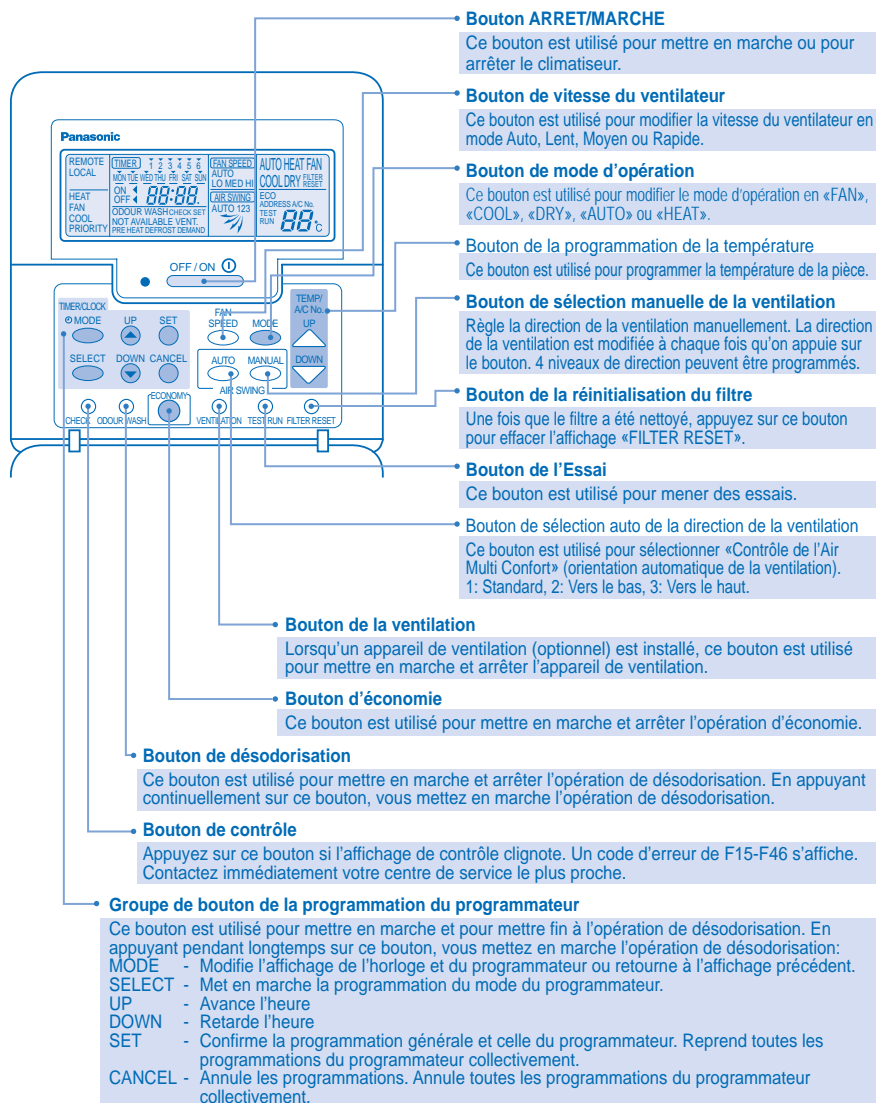 Bouton ARRET/MARCHE
Ce bouton est utilisé pour mettre en marche ou pour
arrêter le climatiseur.
Bouton de vitesse du ventilateur
Ce bouton est utilisé pour modifier la vitesse du ventilateur en
mode Auto, Lent, Moyen ou Rapide.
Bouton de mode d'opération
Ce bouton est utilisé pour modifier le mode d'opération en «FAN»,
«COOL», «DRY», «AUTO» ou «HEAT».
Bouton de la programmation de la température
Ce bouton est utilisé pour programmer la température de la pièce.
Bouton de sélection manuelle de la ventilation
Règle la direction de la ventilation manuellement. La direction
de la ventilation est modifiée à chaque fois qu'on appuie sur
le bouton. 4 niveaux de direction peuvent être programmés.
Bouton de la réinitialisation du filtre
Une fois que le filtre a été nettoyé, appuyez sur ce bouton
pour effacer l'affichage «FILTER RESET».
Bouton de l'Essai
Ce bouton est utilisé pour mener des essais.
Bouton de sélection auto de la direction de la ventilation
Ce bouton est utilisé pour sélectionner «Contrôle de l'Air
Multi Confort» (orientation automatique de la ventilation).
1: Standard, 2: Vers le bas, 3: Vers le haut.
Bouton de la ventilation
Lorsqu'un appareil de ventilation (optionnel) est installé, ce bouton est utilisé
pour mettre en marche et arrêter l'appareil de ventilation.
Bouton d'économie
Ce bouton est utilisé pour mettre en marche et arrêter l'opération d'économie.
Bouton de désodorisation
Ce bouton est utilisé pour mettre en marche et arrêter l'opération de désodorisation. En appuyant
continuellement sur ce bouton, vous mettez en marche l'opération de désodorisation.
Bouton de contrôle
Appuyez sur ce bouton si l'affichage de contrôle clignote. Un code d'erreur de F15-F46 s'affiche.
Contactez immédiatement votre centre de service le plus proche.
Groupe de bouton de la programmation du programmateur
Ce bouton est utilisé pour mettre en marche et pour mettre fin à l'opération de désodorisation. En
appuyant pendant longtemps sur ce bouton, vous mettez en marche l'opération de désodorisation:
MODE - Modifie l'affichage de l'horloge et du programmateur ou retourne à l'affichage précédent.
SELECT - Met en marche la programmation du mode du programmateur.
UP - Avance l'heure
DOWN - Retarde l'heure
SET - Confirme la programmation générale et celle du programmateur. Reprend toutes les
programmations du programmateur collectivement.
CANCEL - Annule les programmations. Annule toutes les programmations du programmateur
collectivement.
Panasonic
REMOTE
LOCAL
HEAT
FAN
COOL
PRIORITY
TIMER 1 2 3 4 5 6
MON TUE WED THU FRI SAT SUN
ON
OFF 88:88.
ODOUR WASH CHECK SET
NOT AVAILABLE VENT.
PRE HEAT DEFROST DEMAND
FAN SPEED
AUTO
LO MED HI
AIR SWING
AUTO 123
AUTO HEAT FAN
COOL DRY FILTER RESET
ECO
ADDRESS A/C No.
TEST
RUN 88°C
OFF / ON
TIMER/CLOCK
MODE UP SET
SELECT DOWN CANCEL
FAN
SPEED
MODE
TEMP/
A/C No.
UP
DOWN
AUTO MANUAL
AIR SWING
ECONOMY
CHECK ODOUR WASH VENTILATION TEST RUN FILTER RESET